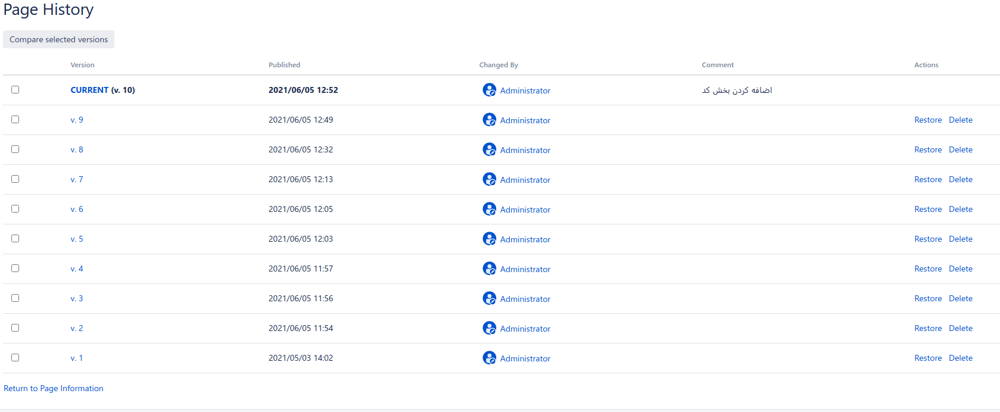 Page History
Compare selected versions
Version Published Changed By Comment Actions
CURRENT (v. 10) 2021/06/05 12:52 Administrator اضافه کردن بخش کد
v. 9 2021/06/05 12:49 Administrator Restore Delete
v. 8 2021/06/05 12:32 Administrator Restore Delete
v. 7 2021/06/05 12:13 Administrator Restore Delete
v. 6 2021/06/05 12:05 Administrator Restore Delete
v. 5 2021/06/05 12:03 Administrator Restore Delete
v. 4 2021/06/05 11:57 Administrator Restore Delete
v. 3 2021/06/05 11:56 Administrator Restore Delete
v. 2 2021/06/05 11:54 Administrator Restore Delete
v. 1 2021/05/03 14:02 Administrator Restore Delete
Return to Page Information